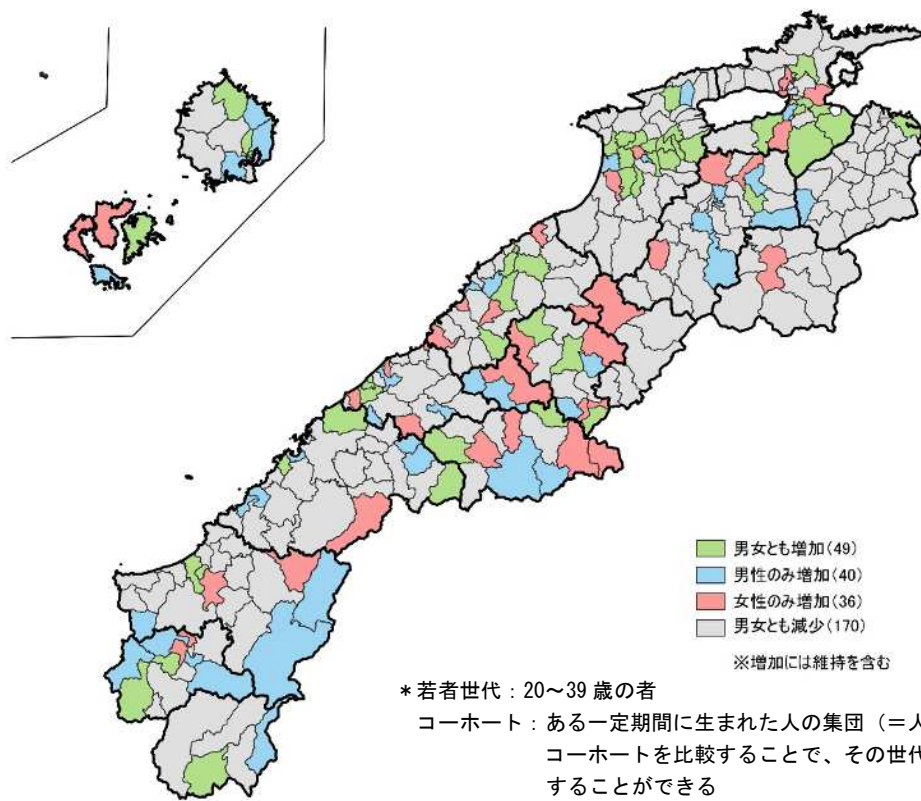 男女とも増加(49)
男性のみ増加(40)
女性のみ増加(36)
男女とも減少(170)
※増加には維持を含む
*若者世代：20～39歳の者
コーホート：ある一定期間に生まれた人の集団（＝人
コーホートを比較することで、その世代
することができる